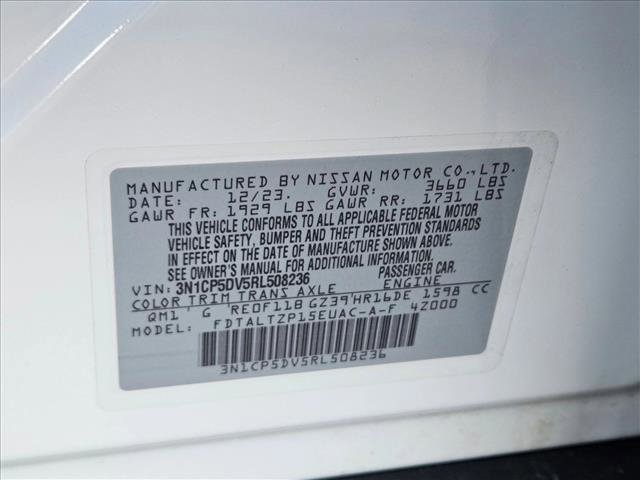 MANUFACTURED BY NISSAN MOTOR CO.,LTD.
DATE: 12/23. GVWR: 3660 LBS
GAWR FR: 1929 LBS GAWR RR: 1731 LBS
THIS VEHICLE CONFORMS TO ALL APPLICABLE FEDERAL MOTOR
VEHICLE SAFETY, BUMPER AND THEFT PREVENTION STANDARDS
IN EFFECT ON THE DATE OF MANUFACTURE SHOWN ABOVE.
SEE OWNER'S MANUAL FOR ADDITIONAL INFORMATION.
VIN: 3N1CP5DV5RL508236 PASSENGER CAR.
COLOR TRIM TRANS AXLE ENGINE
QM1 G RE0F11B GZ39 HR16DE 1598 CC
FDTALTZP15EUAC-A-F 4Z000
3N1CP5DV5RL508236